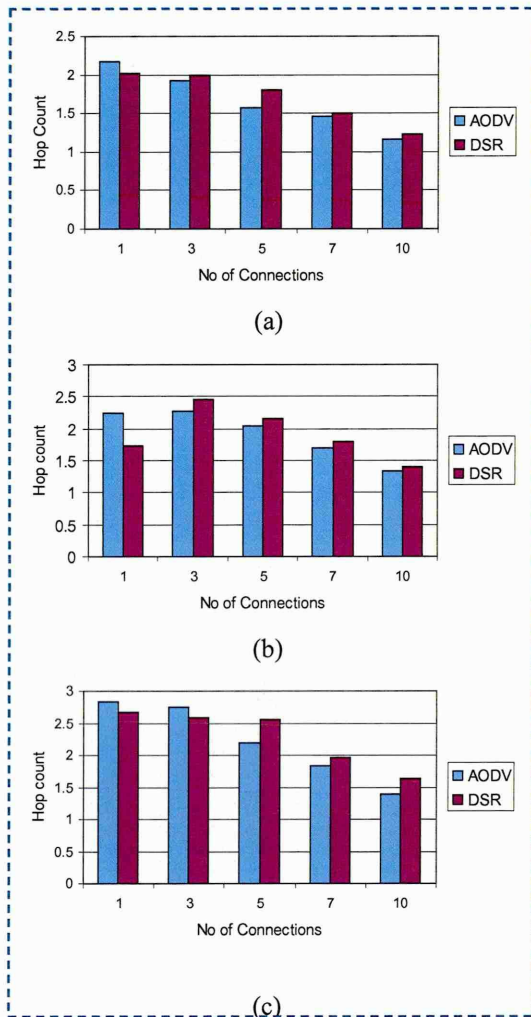 Hop Count
2.5
2
1.5
1
0.5
0
1 3 5 7 10
No of Connections
AODV
DSR
(a)
Hop count
3
2.5
2
1.5
1
0.5
0
1 3 5 7 10
No of Connections
AODV
DSR
(b)
Hop count
3
2.5
2
1.5
1
0.5
0
1 3 5 7 10
No of Connections
AODV
DSR
(c)